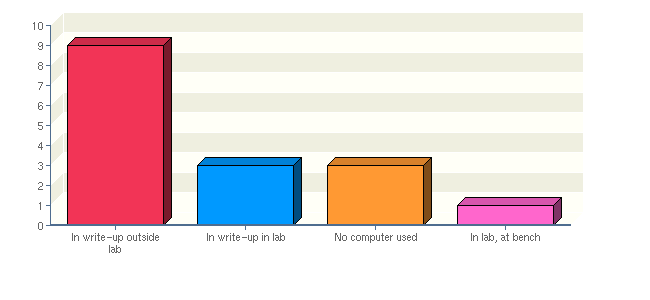 10
9
8
7
6
5
4
3
2
1
0
In write-up outside lab
In write-up in lab
No computer used
In lab, at bench